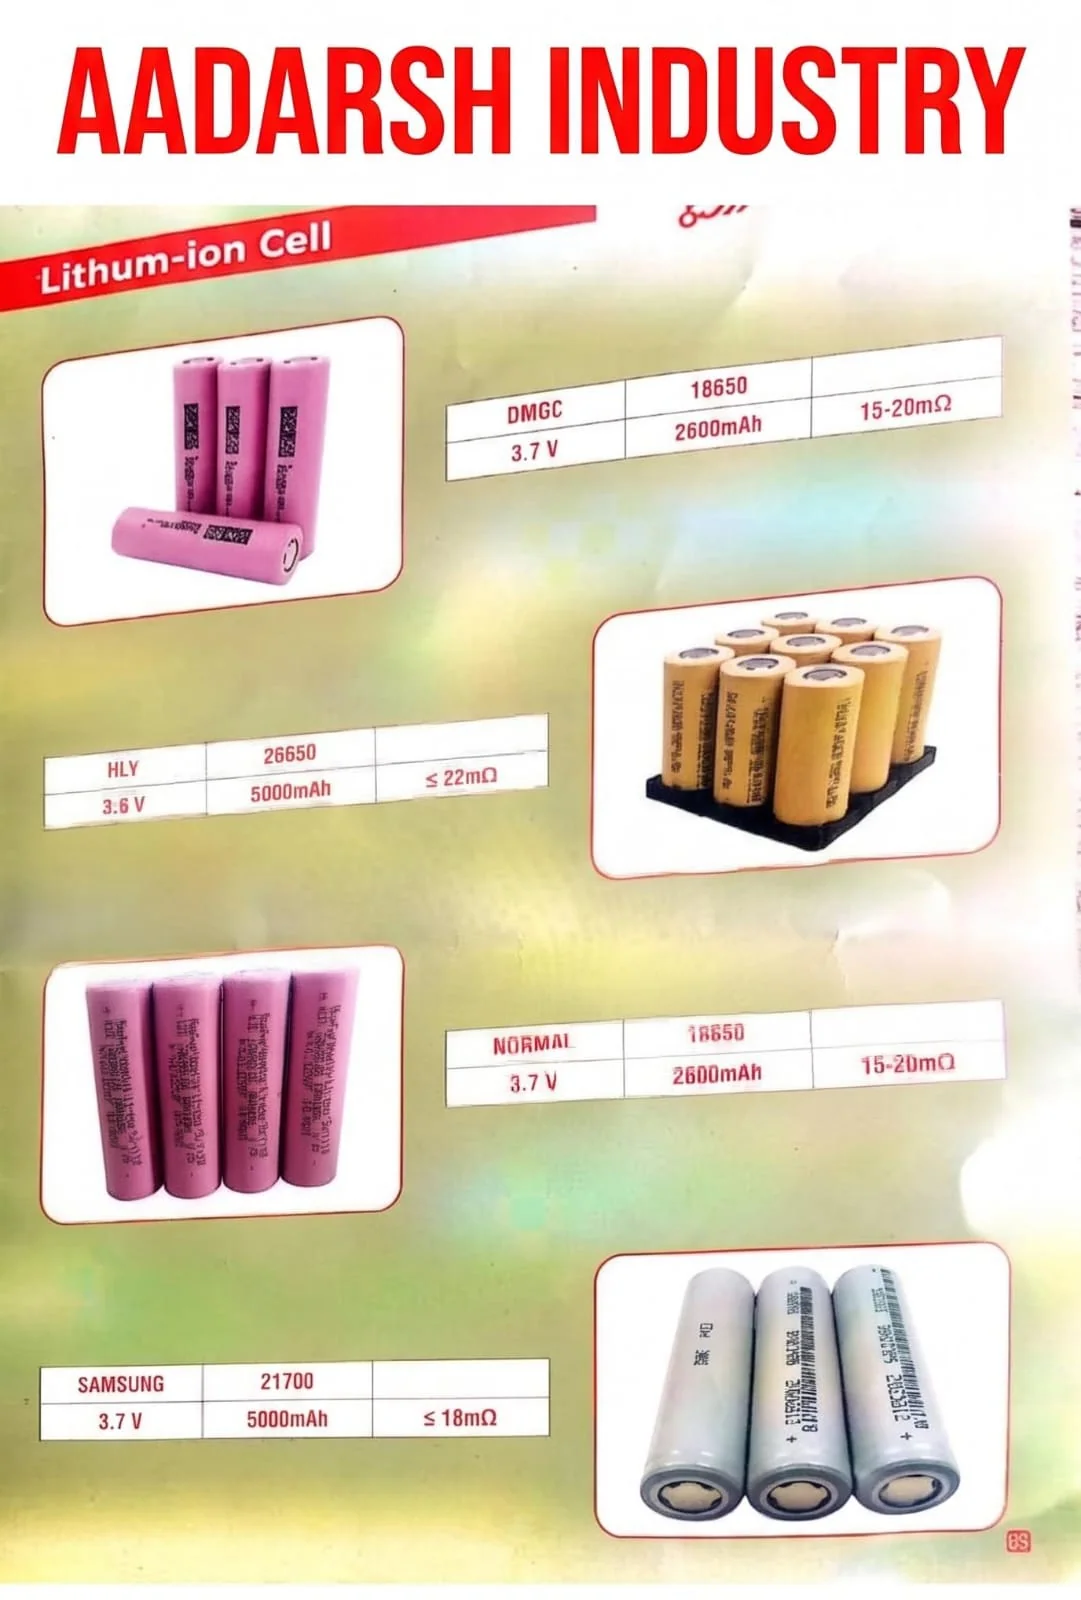 AADARSH INDUSTRY
Lithum-ion Cell
DMGC 18650
3.7 V 2600mAh 15-20mΩ
HLY 26650
3.6 V 5000mAh ≤ 22mΩ
NORMAL 18650
3.7 V 2600mAh 15-20mΩ
SAMSUNG 21700
3.7 V 5000mAh ≤ 18mΩ